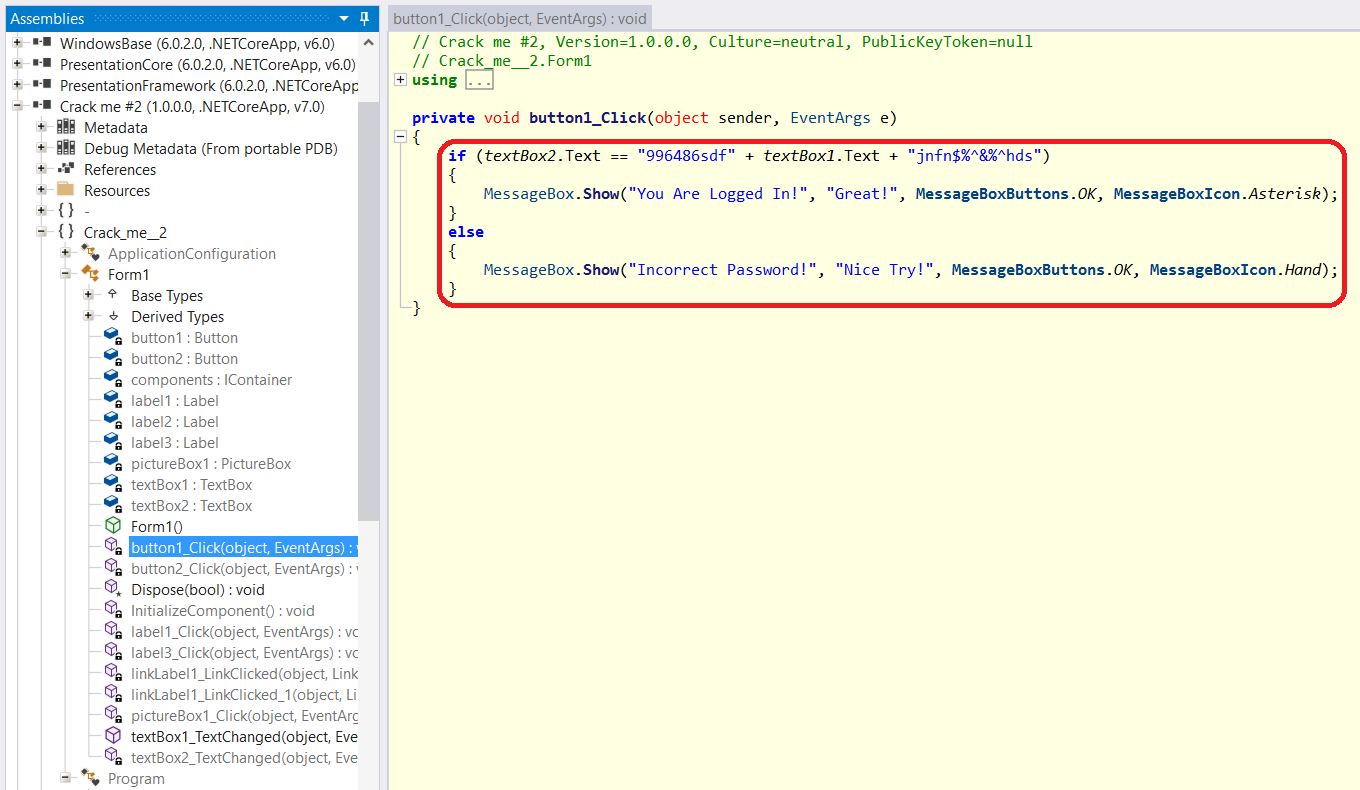 Assemblies
WindowsBase (6.0.2.0, .NETCoreApp, v6.0)
PresentationCore (6.0.2.0, .NETCoreApp, v6.0)
PresentationFramework (6.0.2.0, .NETCoreApp
Crack me #2 (1.0.0.0, .NETCoreApp, v7.0)
Metadata
Debug Metadata (From portable PDB)
References
Resources
{ } -
{ } Crack_me__2
ApplicationConfiguration
Form1
Base Types
Derived Types
button1 : Button
button2 : Button
components : IContainer
label1 : Label
label2 : Label
label3 : Label
pictureBox1 : PictureBox
textBox1 : TextBox
textBox2 : TextBox
Form1()
button1_Click(object, EventArgs) : v
button2_Click(object, EventArgs) : v
Dispose(bool) : void
InitializeComponent() : void
label1_Click(object, EventArgs) : vo
label3_Click(object, EventArgs) : vo
linkLabel1_LinkClicked(object, Link
linkLabel1_LinkClicked_1(object, Li
pictureBox1_Click(object, EventArg
textBox1_TextChanged(object, Eve
textBox2_TextChanged(object, Eve
Program
button1_Click(object, EventArgs) : void
// Crack me #2, Version=1.0.0.0, Culture=neutral, PublicKeyToken=null
// Crack_me__2.Form1
using ...
private void button1_Click(object sender, EventArgs e)
{
if (textBox2.Text == "996486sdf" + textBox1.Text + "jnfn$%^&%^hds")
{
MessageBox.Show("You Are Logged In!", "Great!", MessageBoxButtons.OK, MessageBoxIcon.Asterisk);
}
else
{
MessageBox.Show("Incorrect Password!", "Nice Try!", MessageBoxButtons.OK, MessageBoxIcon.Hand);
}
}